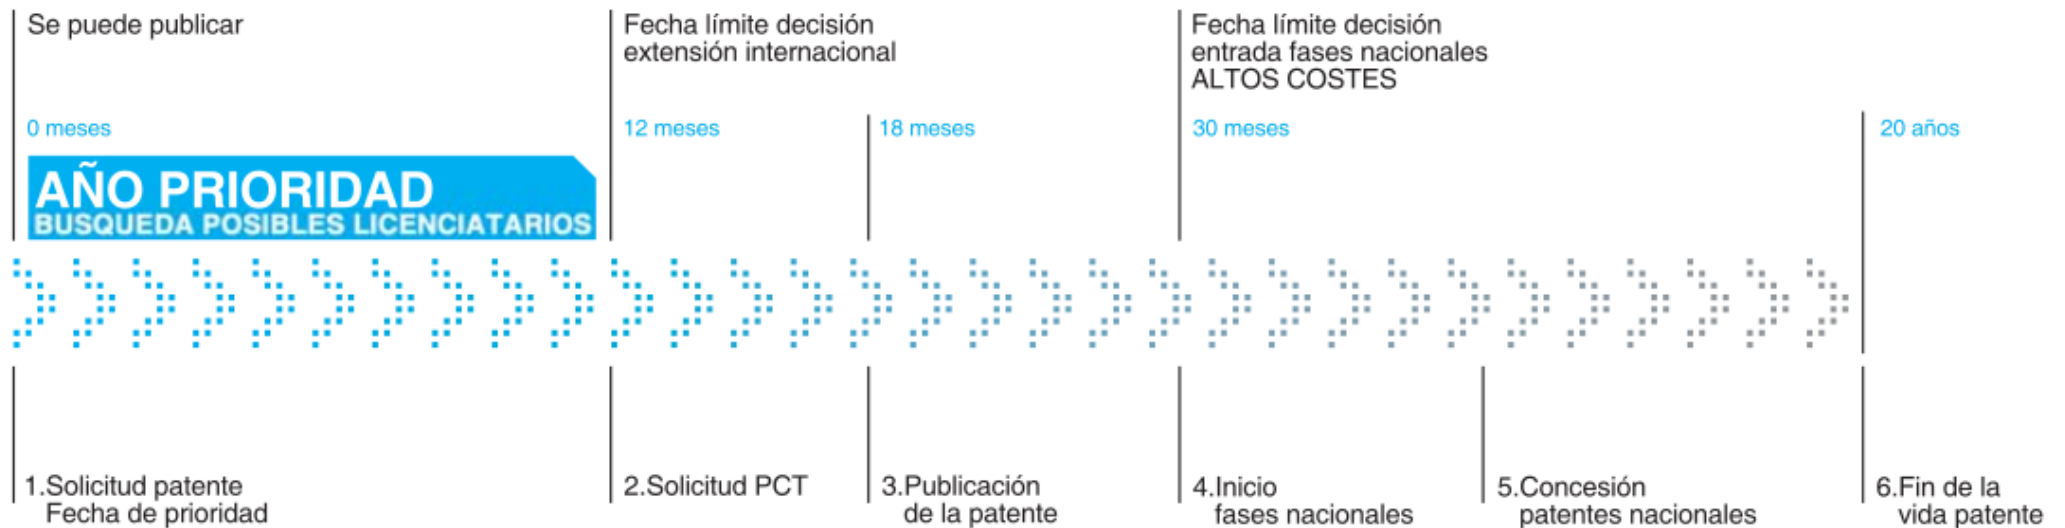 Se puede publicar
Fecha límite decisión
extensión internacional
Fecha límite decisión
entrada fases nacionales
ALTOS COSTES
0 meses
12 meses
18 meses
30 meses
20 años
AÑO PRIORIDAD
BUSQUEDA POSIBLES LICENCIATARIOS
1.Solicitud patente
Fecha de prioridad
2.Solicitud PCT
3.Publicación
de la patente
4.Inicio
fases nacionales
5.Concesión
patentes nacionales
6.Fin de la
vida patente